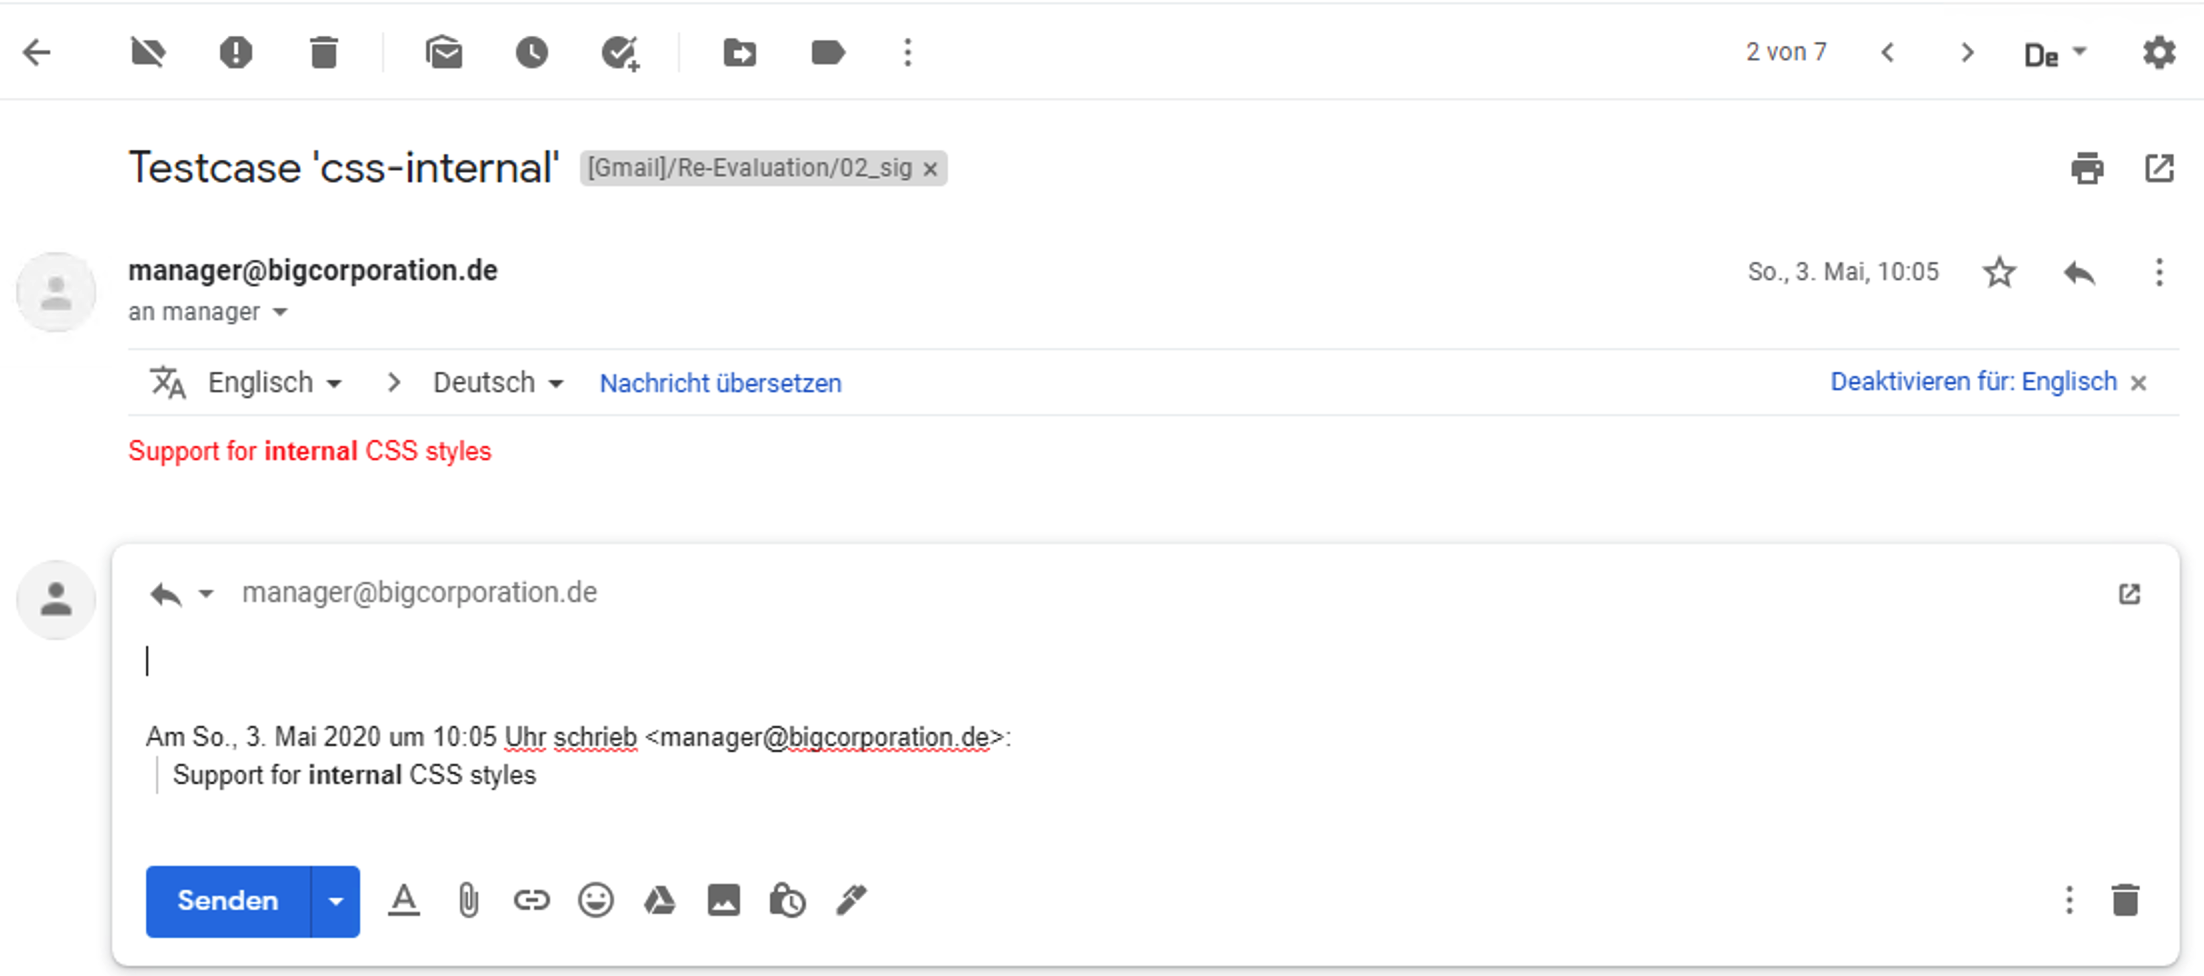 2 von 7
De
Testcase 'css-internal' [Gmail]/Re-Evaluation/02_sig ×
manager@bigcorporation.de
So., 3. Mai, 10:05
an manager
Englisch > Deutsch Nachricht übersetzen
Deaktivieren für: Englisch ×
Support for internal CSS styles
manager@bigcorporation.de
Am So., 3. Mai 2020 um 10:05 Uhr schrieb <manager@bigcorporation.de>:
Support for internal CSS styles
Senden